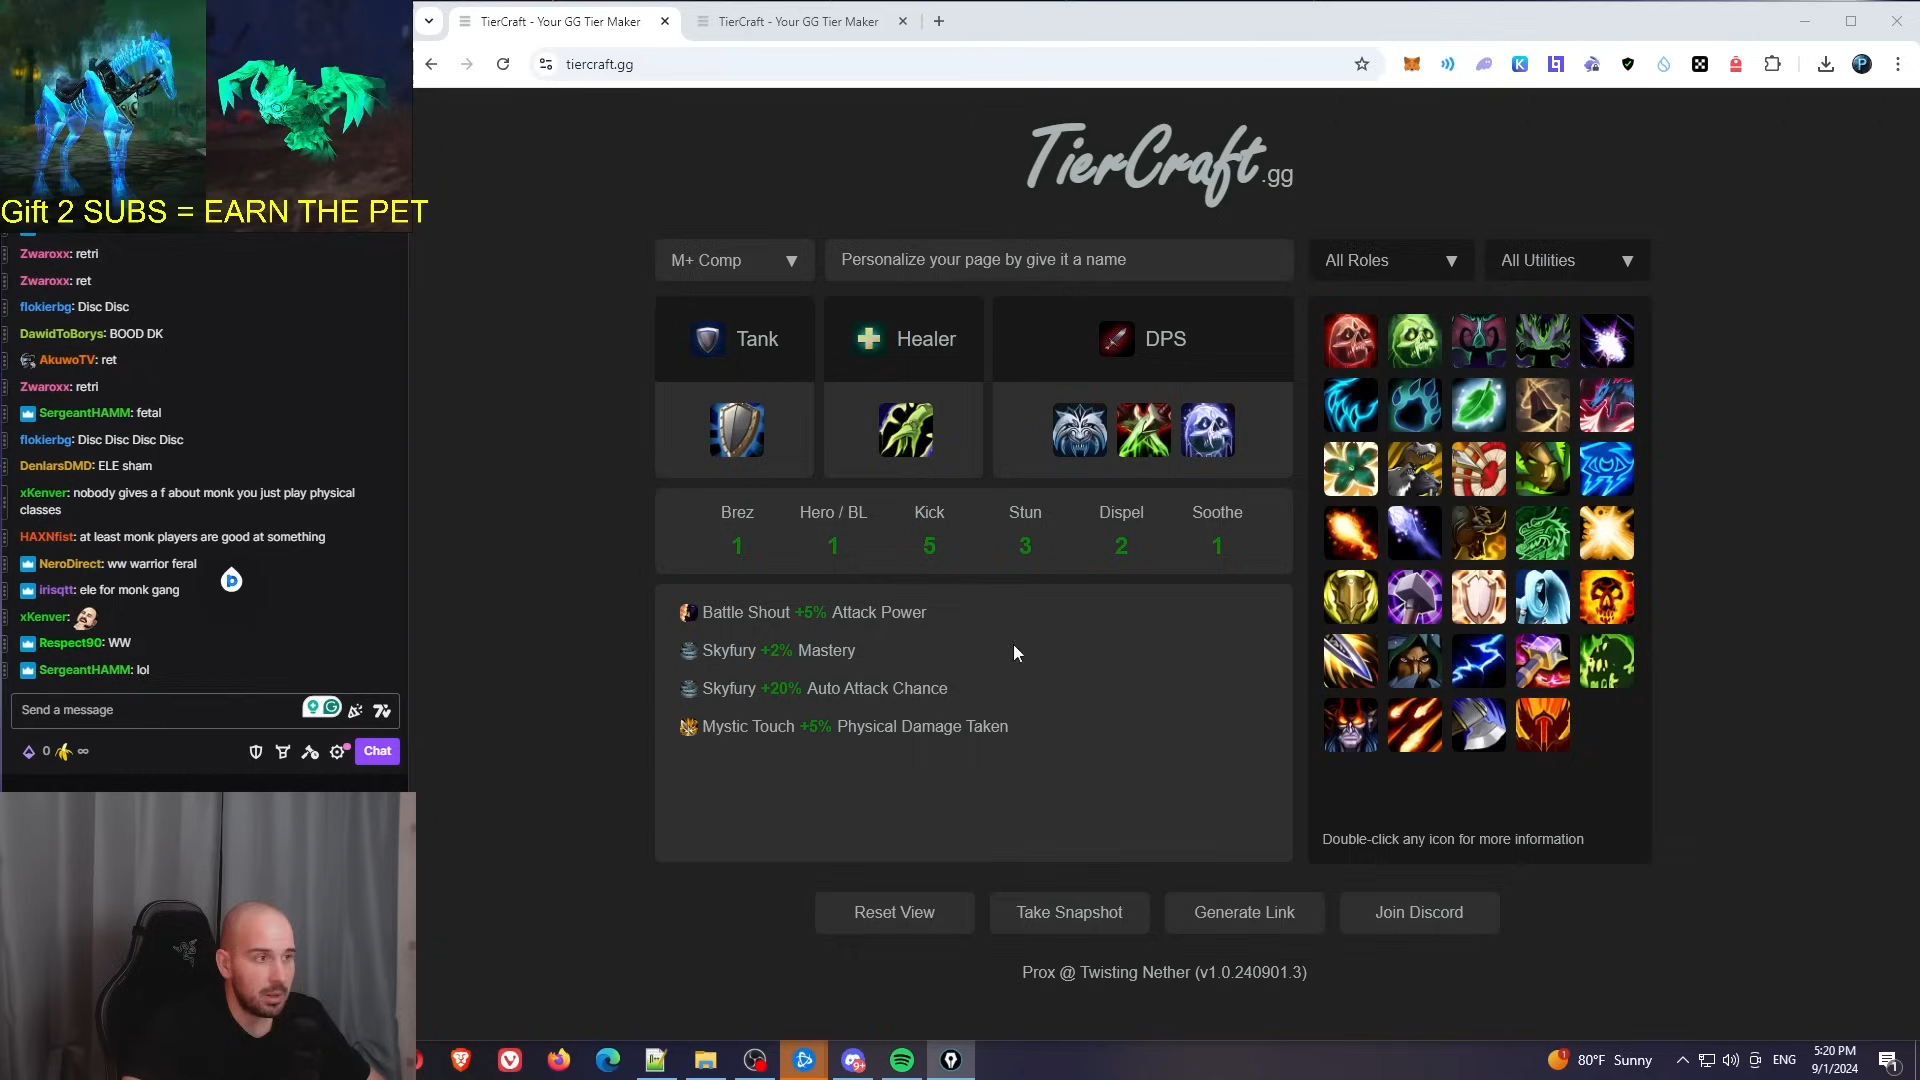 TierCraft - Your GG Tier Maker
TierCraft - Your GG Tier Maker
tiercraft.gg
Gift 2 SUBS = EARN THE PET
Zwaroxx: retri
Zwaroxx: ret
flokierbg: Disc Disc
DawidToBorys: BOOD DK
AkuwoTV: ret
Zwaroxx: retri
SergeantHAMM: fetal
flokierbg: Disc Disc Disc Disc
DenlarsDMD: ELE sham
xKenver: nobody gives a f about monk you just play physical
classes
HAXNfist: at least monk players are good at something
NeroDirect: ww warrior feral
irisqtt: ele for monk gang
xKenver:
Respect90: WW
SergeantHAMM: lol
Send a message
0
∞
Chat
TierCraft.gg
M+ Comp
Personalize your page by give it a name
All Roles
All Utilities
Tank
Healer
DPS
Brez
Hero / BL
Kick
Stun
Dispel
Soothe
1
1
5
3
2
1
Battle Shout +5% Attack Power
Skyfury +2% Mastery
Skyfury +20% Auto Attack Chance
Mystic Touch +5% Physical Damage Taken
Double-click any icon for more information
Reset View
Take Snapshot
Generate Link
Join Discord
Prox @ Twisting Nether (v1.0.240901.3)
80°F Sunny
ENG
5:20 PM
9/1/2024